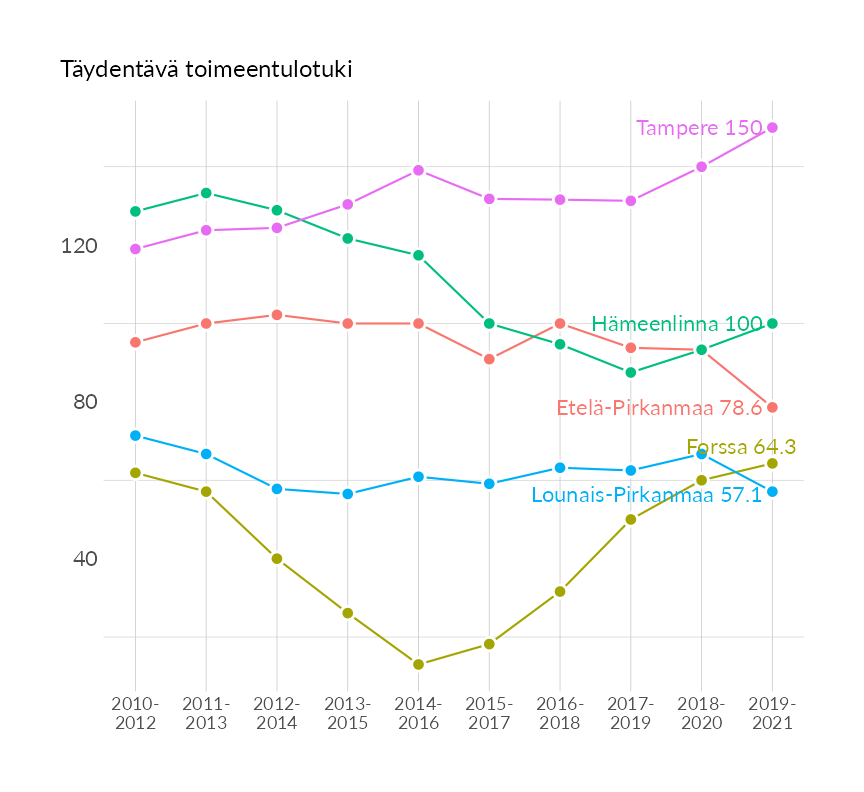 Täydentävä toimeentulotuki
Tampere 150
120
Hämeenlinna 100
80
Etelä-Pirkanmaa 78.6
Forssa 64.3
Lounais-Pirkanmaa 57.1
40
2010- 2011- 2012- 2013- 2014- 2015- 2016- 2017- 2018- 2019-
2012 2013 2014 2015 2016 2017 2018 2019 2020 2021